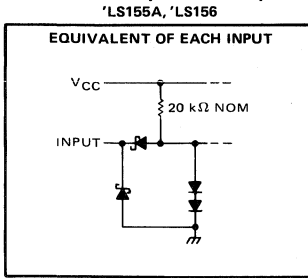 'LS155A, 'LS156
EQUIVALENT OF EACH INPUT
VCC
20 kΩ NOM
INPUT